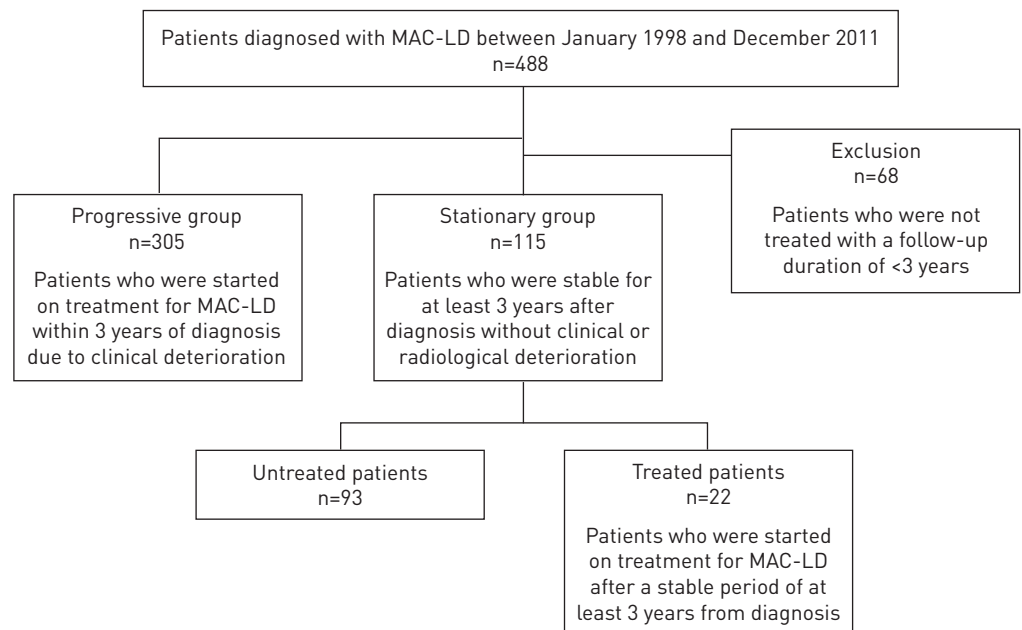 Patients diagnosed with MAC-LD between January 1998 and December 2011
n=488
Exclusion
n=68
Patients who were not
treated with a follow-up
duration of <3 years
Progressive group
n=305
Patients who were started
on treatment for MAC-LD
within 3 years of diagnosis
due to clinical deterioration
Stationary group
n=115
Patients who were stable for
at least 3 years after
diagnosis without clinical or
radiological deterioration
Untreated patients
n=93
Treated patients
n=22
Patients who were started
on treatment for MAC-LD
after a stable period of at
least 3 years from diagnosis